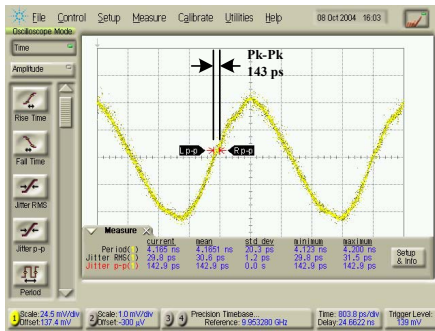 File Control Setup Measure Calibrate Utilities Help 08 Oct 2004 16:03
Oscilloscope Mode
Time
Amplitude
Rise Time
Fall Time
Jitter RMS
Jitter p-p
Period
Pk-Pk
143 ps
L p-p R p-p
Measure
current mean std dev minimum maximum
Period( ) 4.165 ns 4.1651 ns 20.3 ps 4.123 ns 4.200 ns
Jitter RMS( ) 29.8 ps 30.8 ps 1.2 ps 29.8 ps 31.5 ps
Jitter p-p( ) 142.9 ps 142.9 ps 0.0 s 142.9 ps 142.9 ps
Setup
& Info
1 Scale:24.5 mV/div
Offset:137.4 mV
2 Scale:1.0 mV/div
Offset:-300 µV
3 4
Precision Timebase...
Reference: 9.953280 GHz
Time:803.8 ps/div
Delay:24.6622 ns
Trigger Level:
139 mV